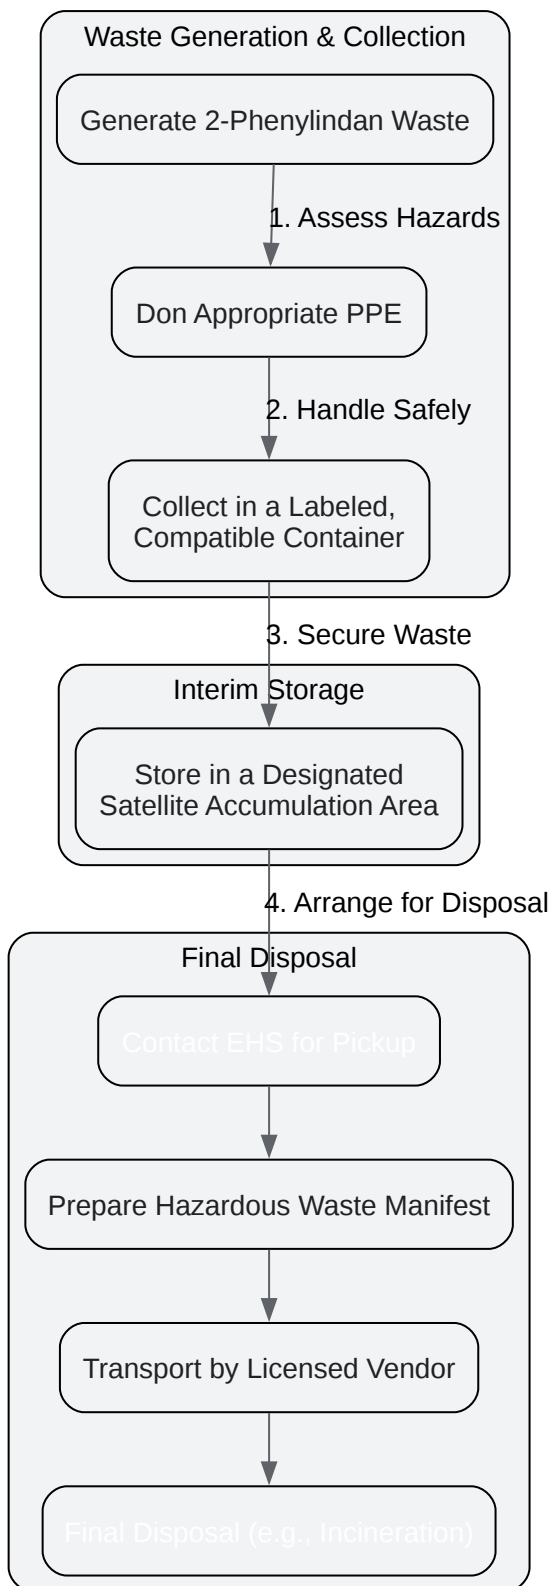 Waste Generation & Collection
Generate 2-Phenylindan Waste
1. Assess Hazards
Don Appropriate PPE
2. Handle Safely
Collect in a Labeled,
Compatible Container
3. Secure Waste
Interim Storage
Store in a Designated
Satellite Accumulation Area
4. Arrange for Disposal
Final Disposal
Contact EHS for Pickup
Prepare Hazardous Waste Manifest
Transport by Licensed Vendor
Final Disposal (e.g., Incineration)